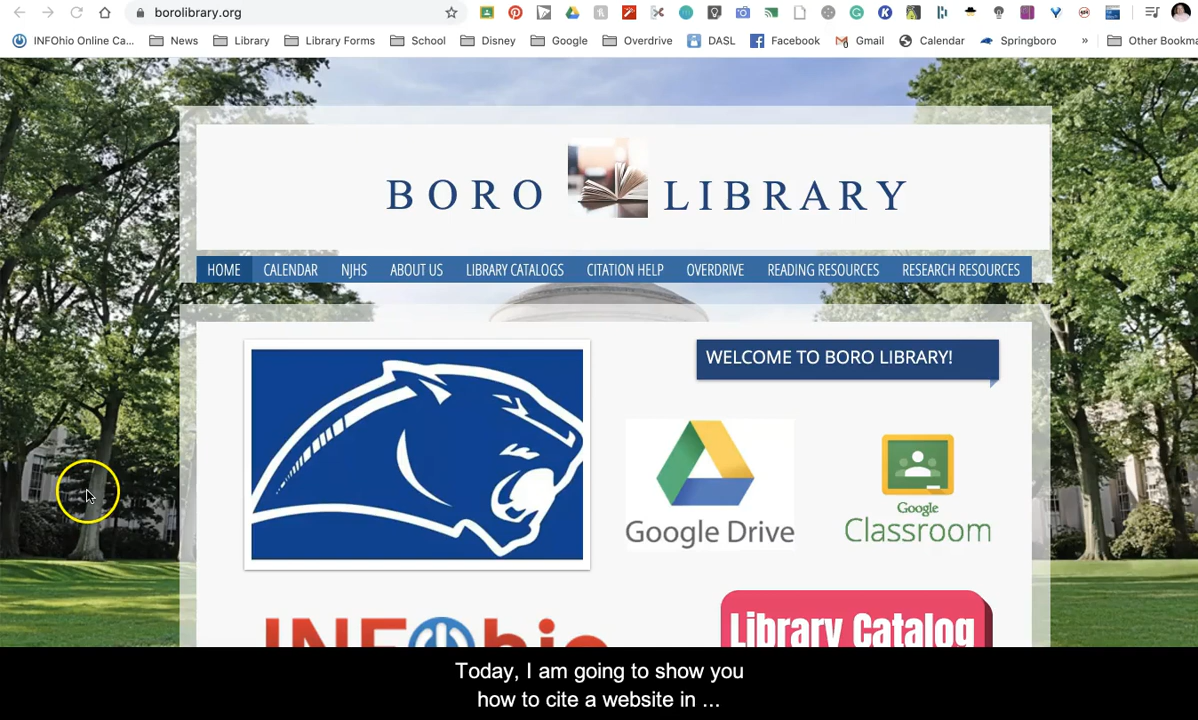 borolibrary.org
INFOhio Online Ca... News Library Library Forms School Disney Google Overdrive DASL Facebook Gmail Calendar Springboro » Other Bookma
BORO LIBRARY
HOME CALENDAR NJHS ABOUT US LIBRARY CATALOGS CITATION HELP OVERDRIVE READING RESOURCES RESEARCH RESOURCES
WELCOME TO BORO LIBRARY!
Google Drive
Google
Classroom
INFOhio
Library Catalog
Today, I am going to show you
how to cite a website in ...